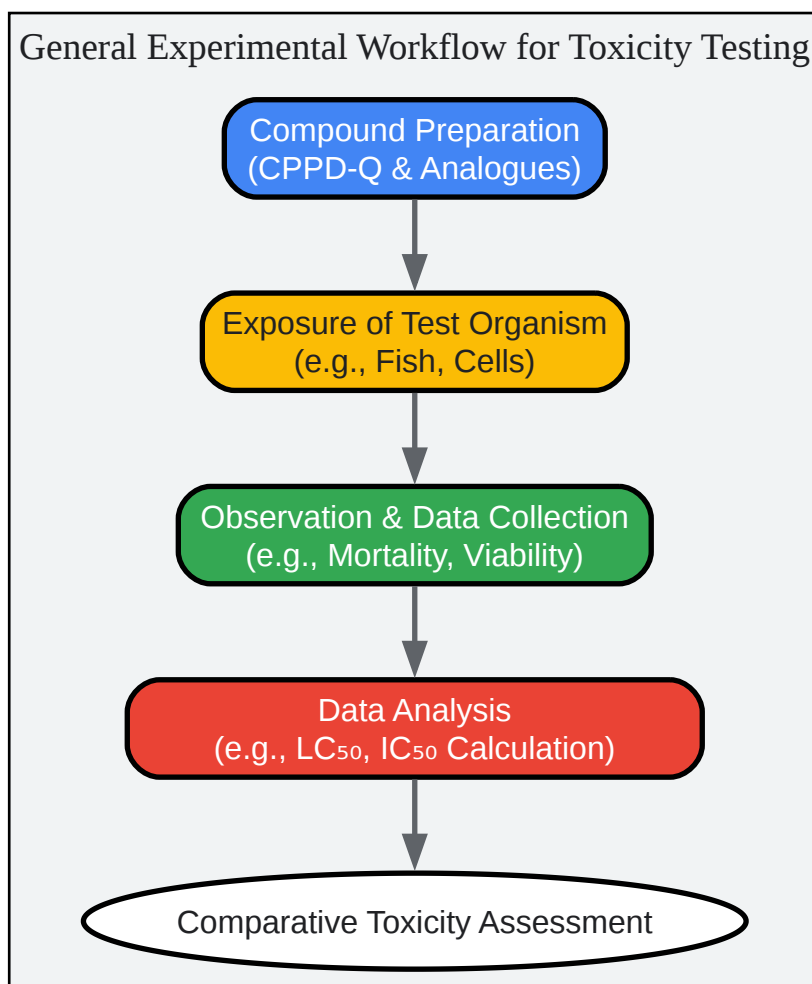 General Experimental Workflow for Toxicity Testing
Compound Preparation
(CPPD-Q & Analogues)
Exposure of Test Organism
(e.g., Fish, Cells)
Observation & Data Collection
(e.g., Mortality, Viability)
Data Analysis
(e.g., LC₅₀, IC₅₀ Calculation)
Comparative Toxicity Assessment